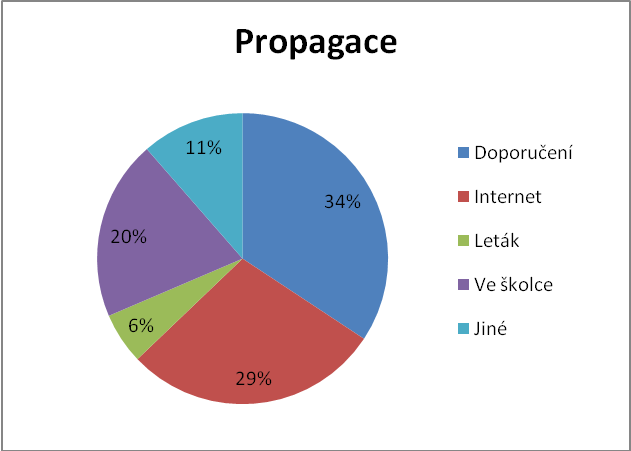 Propagace
11%
34%
20%
6%
29%
Doporučení
Internet
Leták
Ve školce
Jiné